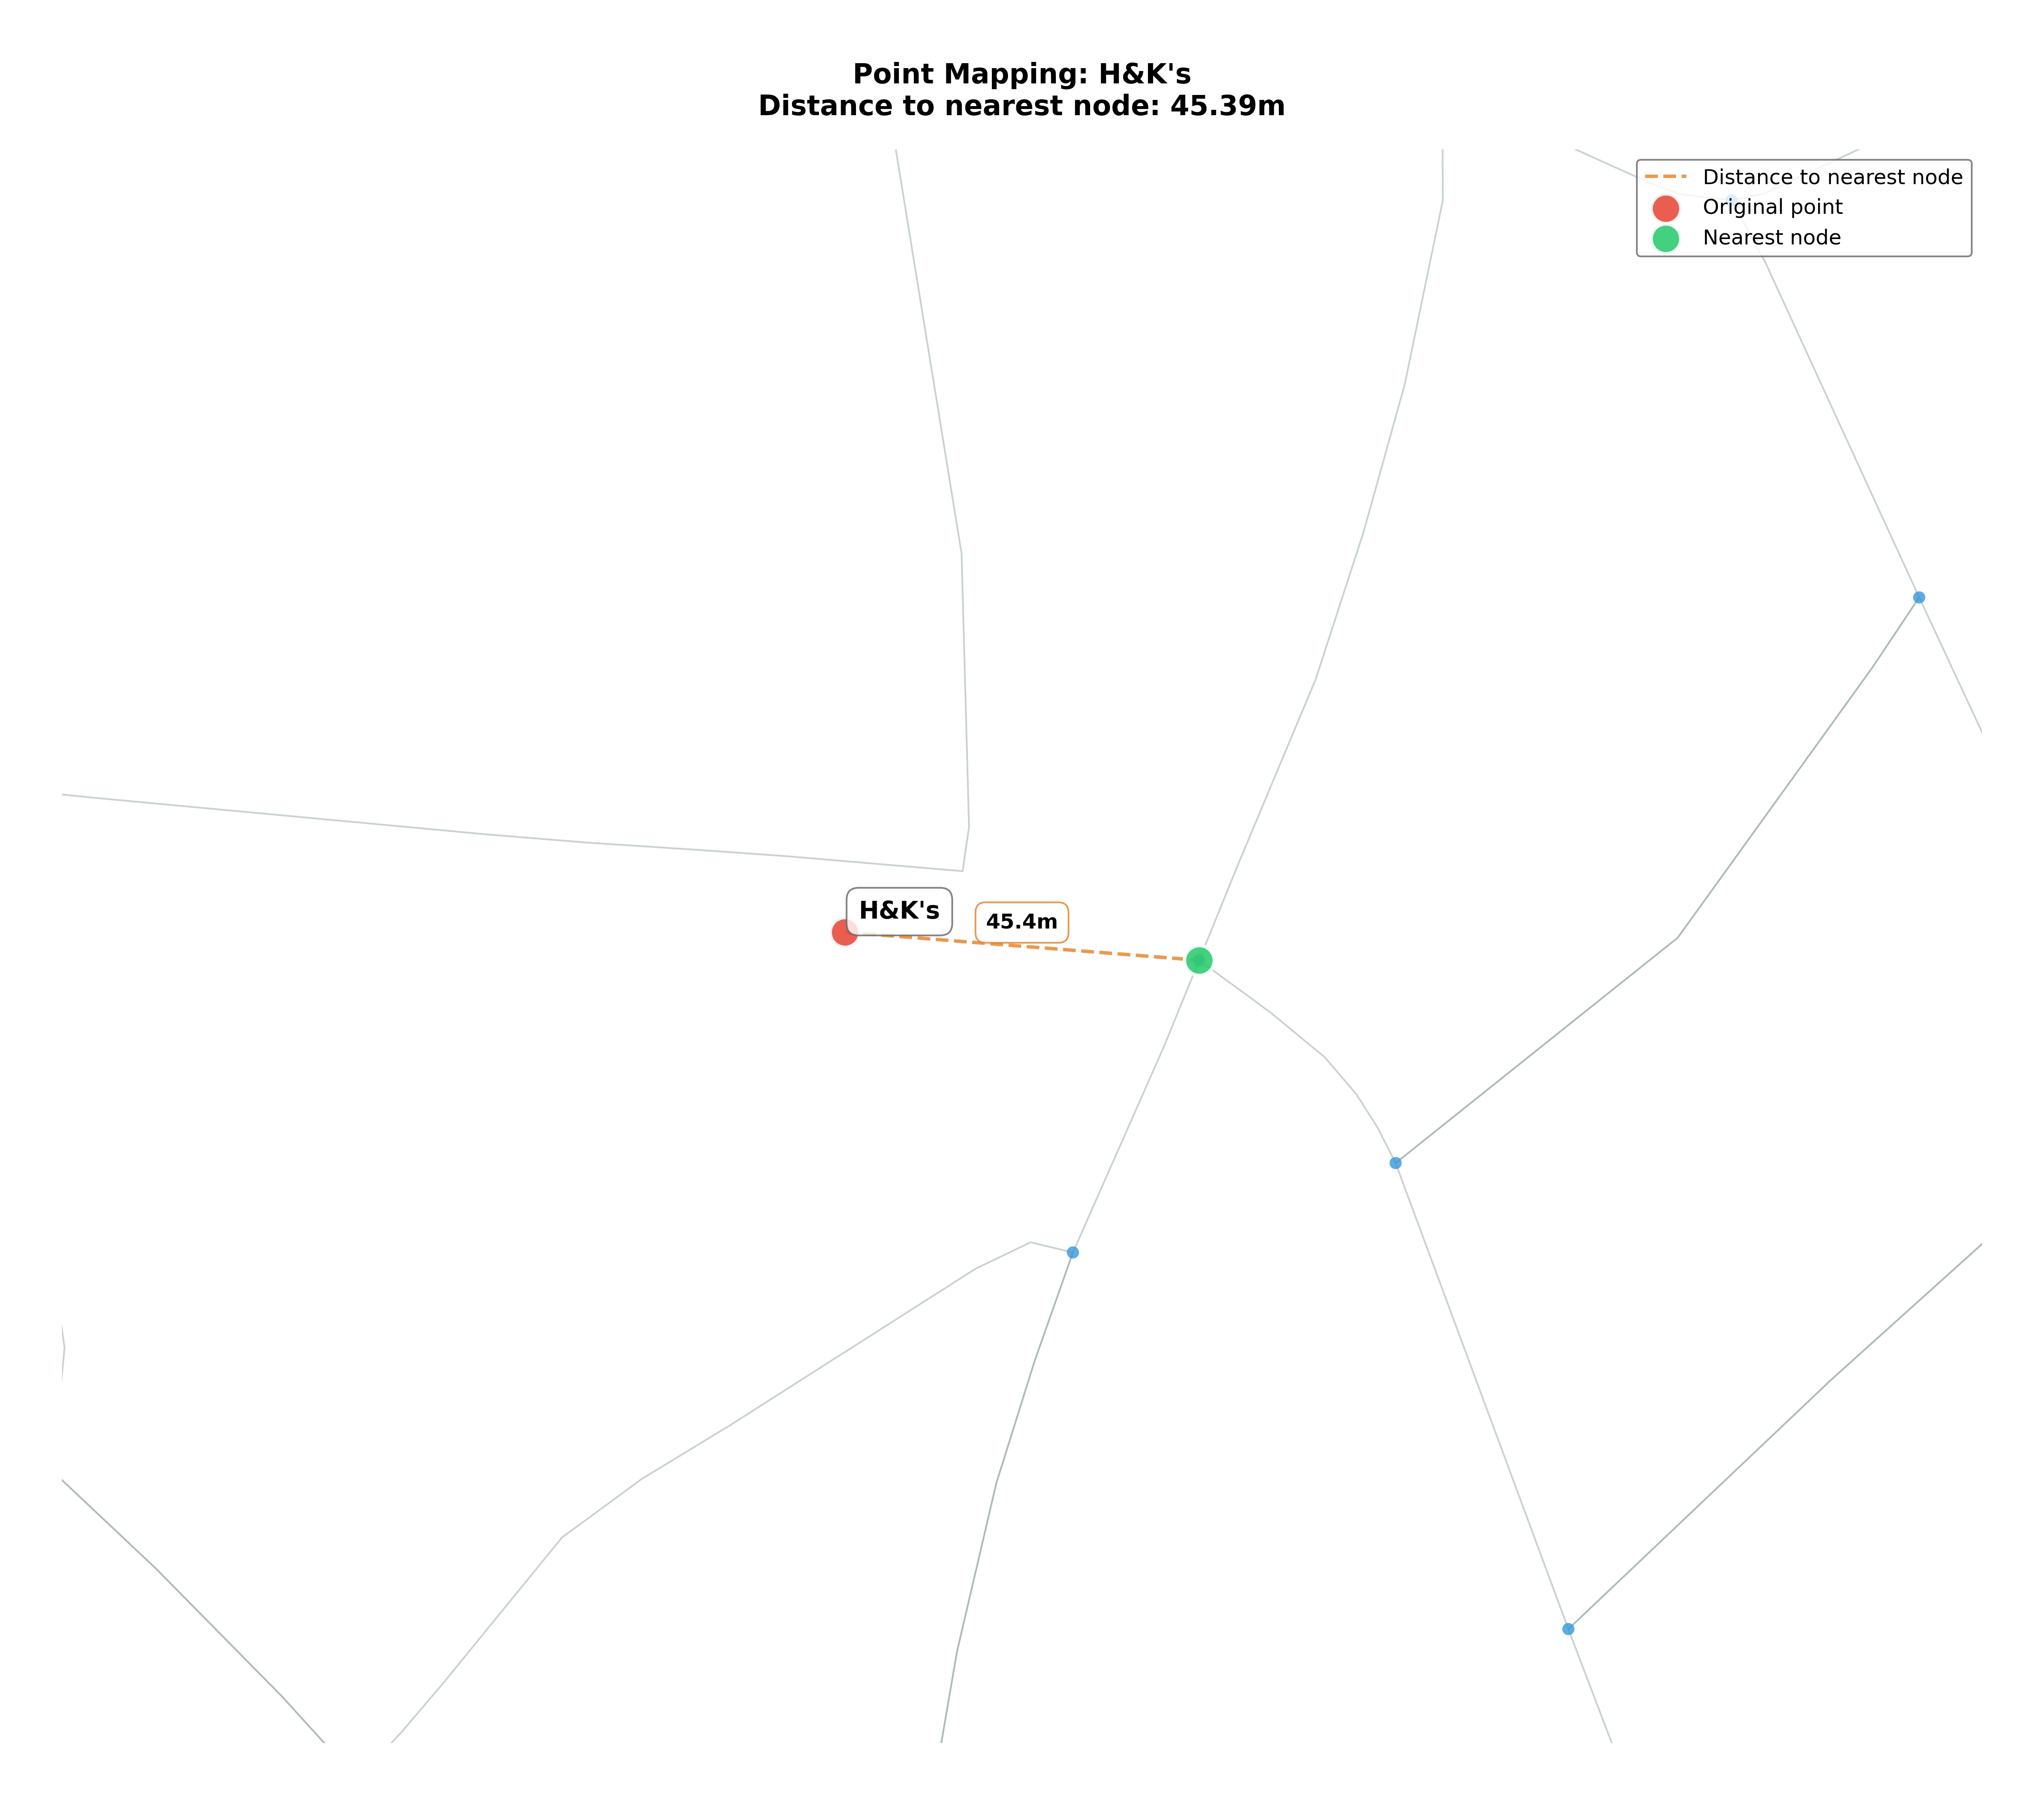 Point Mapping: H&K's
Distance to nearest node: 45.39m
Distance to nearest node
Original point
Nearest node
H&K's
45.4m